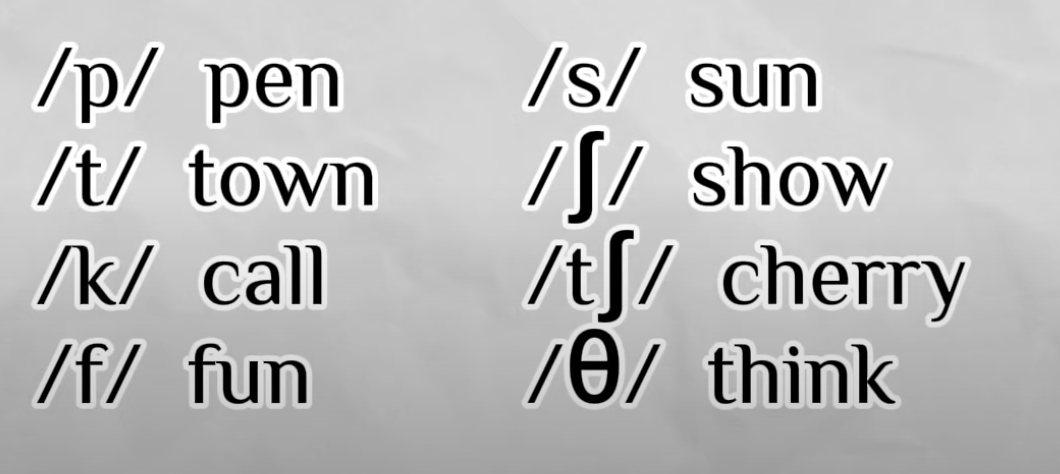 /p/ pen
/t/ town
/k/ call
/f/ fun
/s/ sun
/ʃ/ show
/tʃ/ cherry
/θ/ think